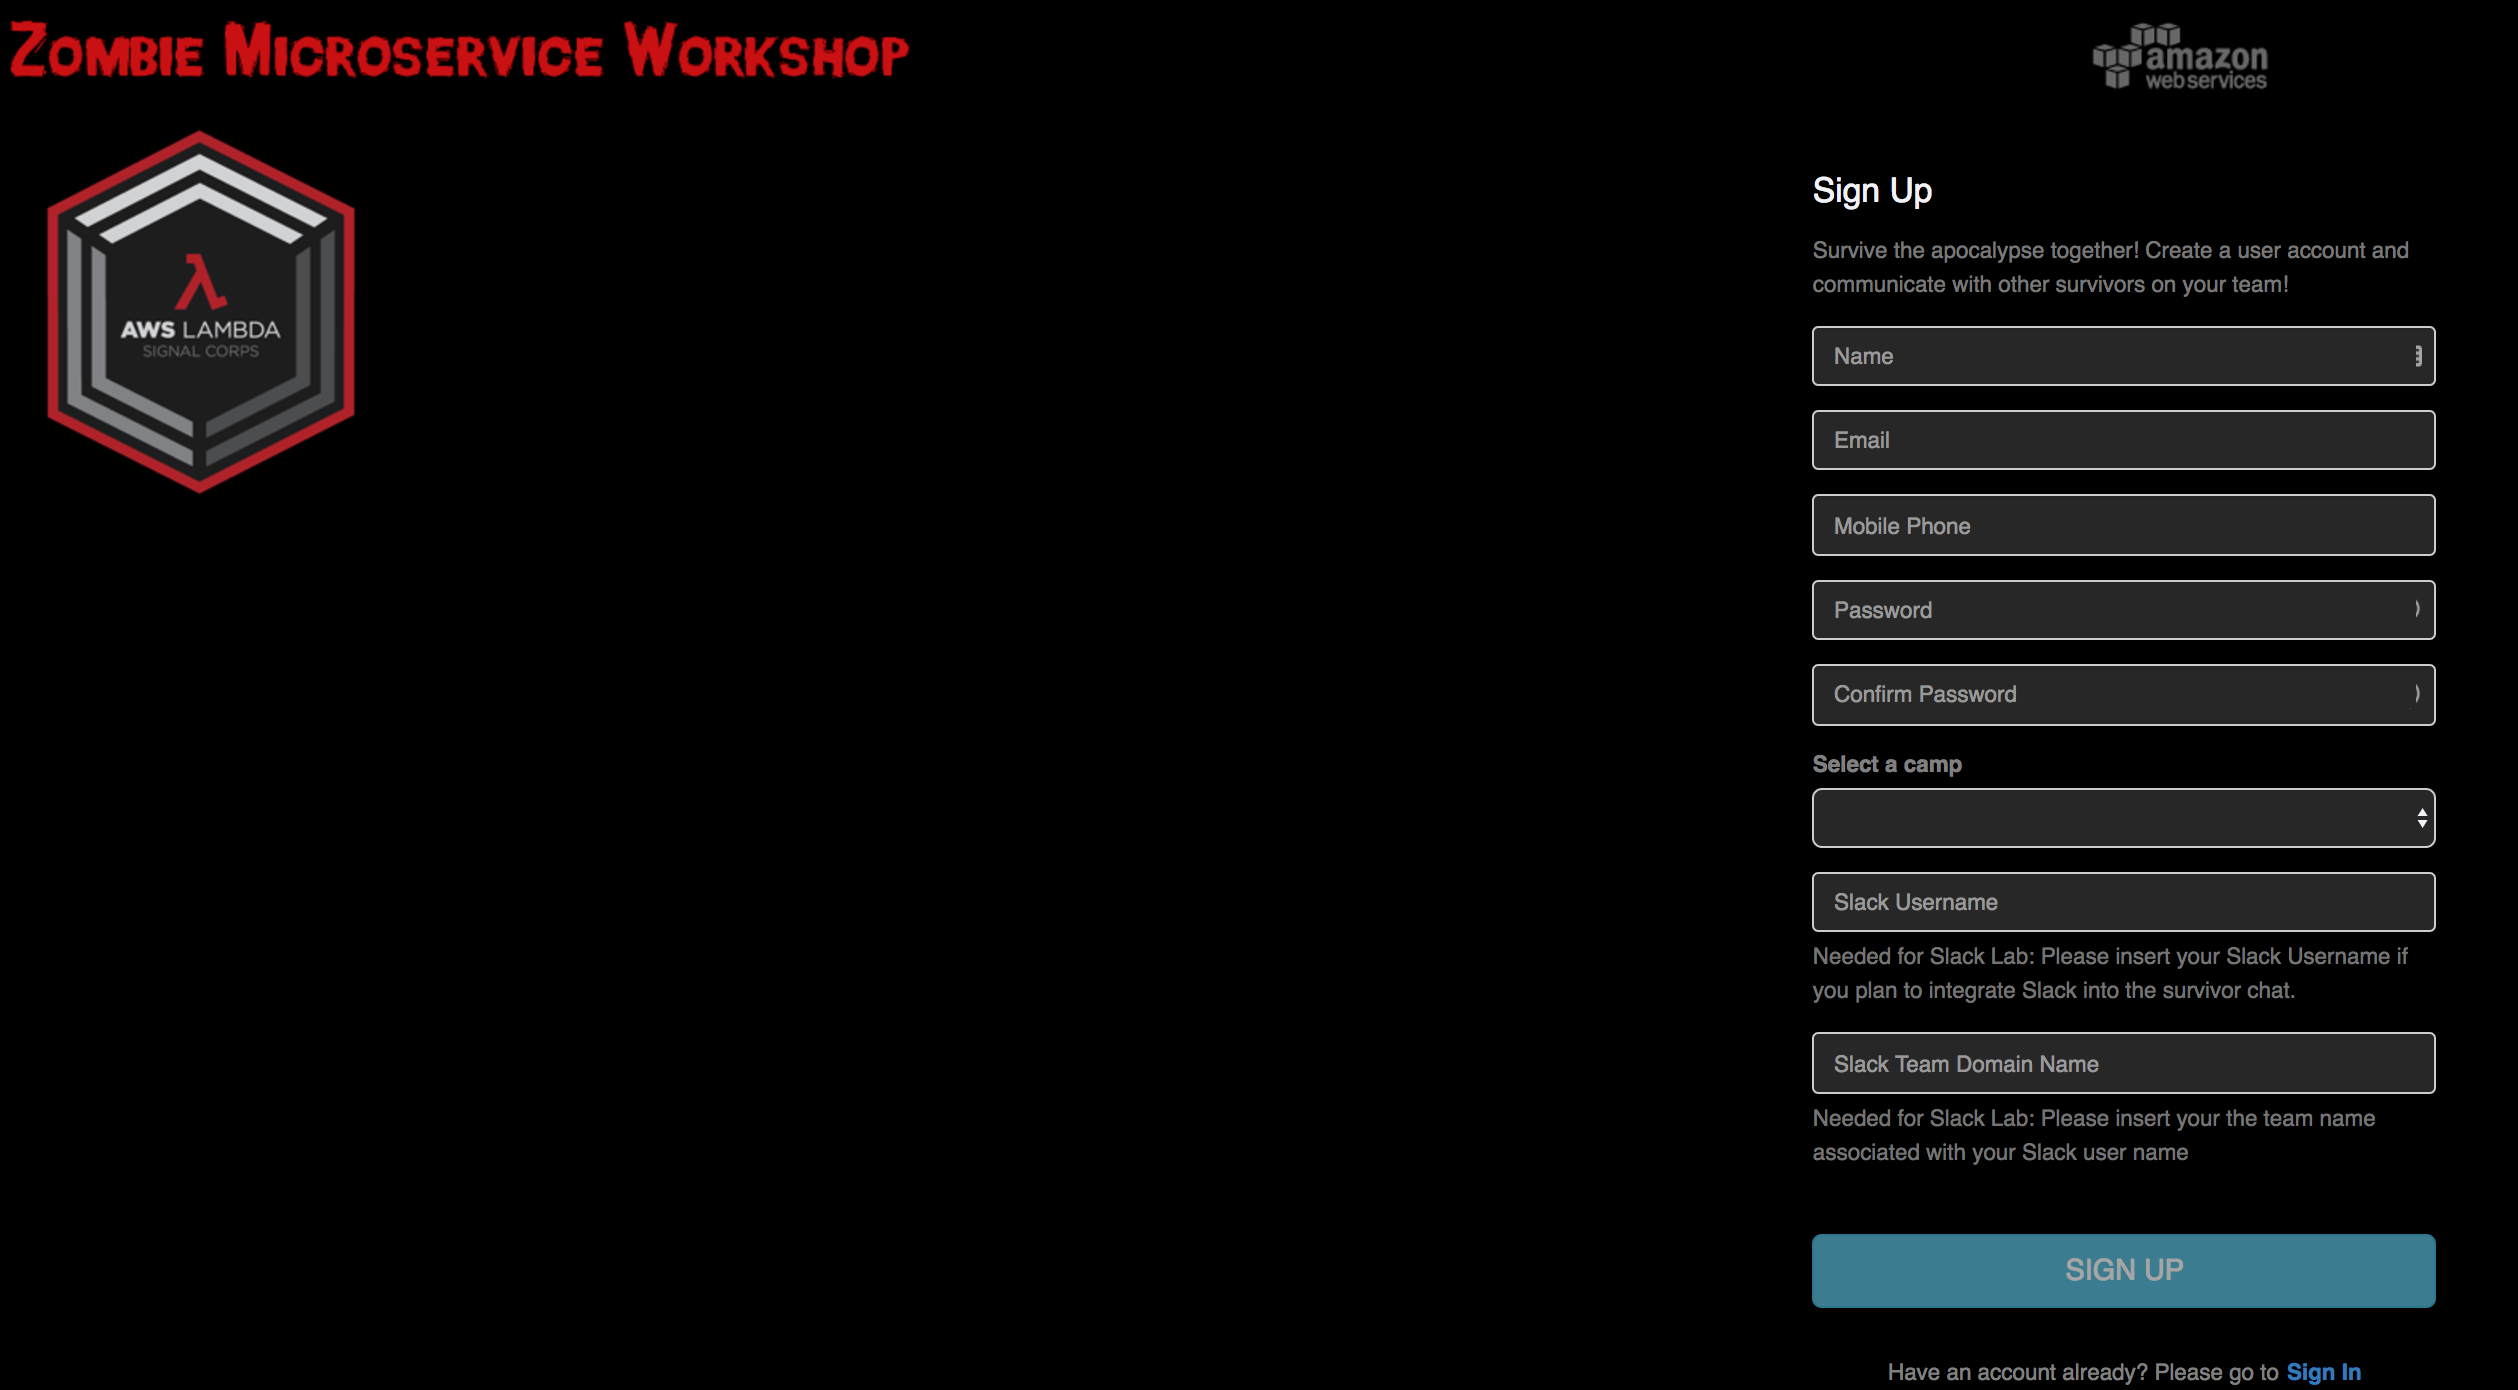 Zombie Microservice Workshop
amazon
webservices
λ
AWS LAMBDA
SIGNAL CORPS
Sign Up
Survive the apocalypse together! Create a user account and
communicate with other survivors on your team!
Name
Email
Mobile Phone
Password
Confirm Password
Select a camp
Slack Username
Needed for Slack Lab: Please insert your Slack Username if
you plan to integrate Slack into the survivor chat.
Slack Team Domain Name
Needed for Slack Lab: Please insert your the team name
associated with your Slack user name
SIGN UP
Have an account already? Please go to Sign In